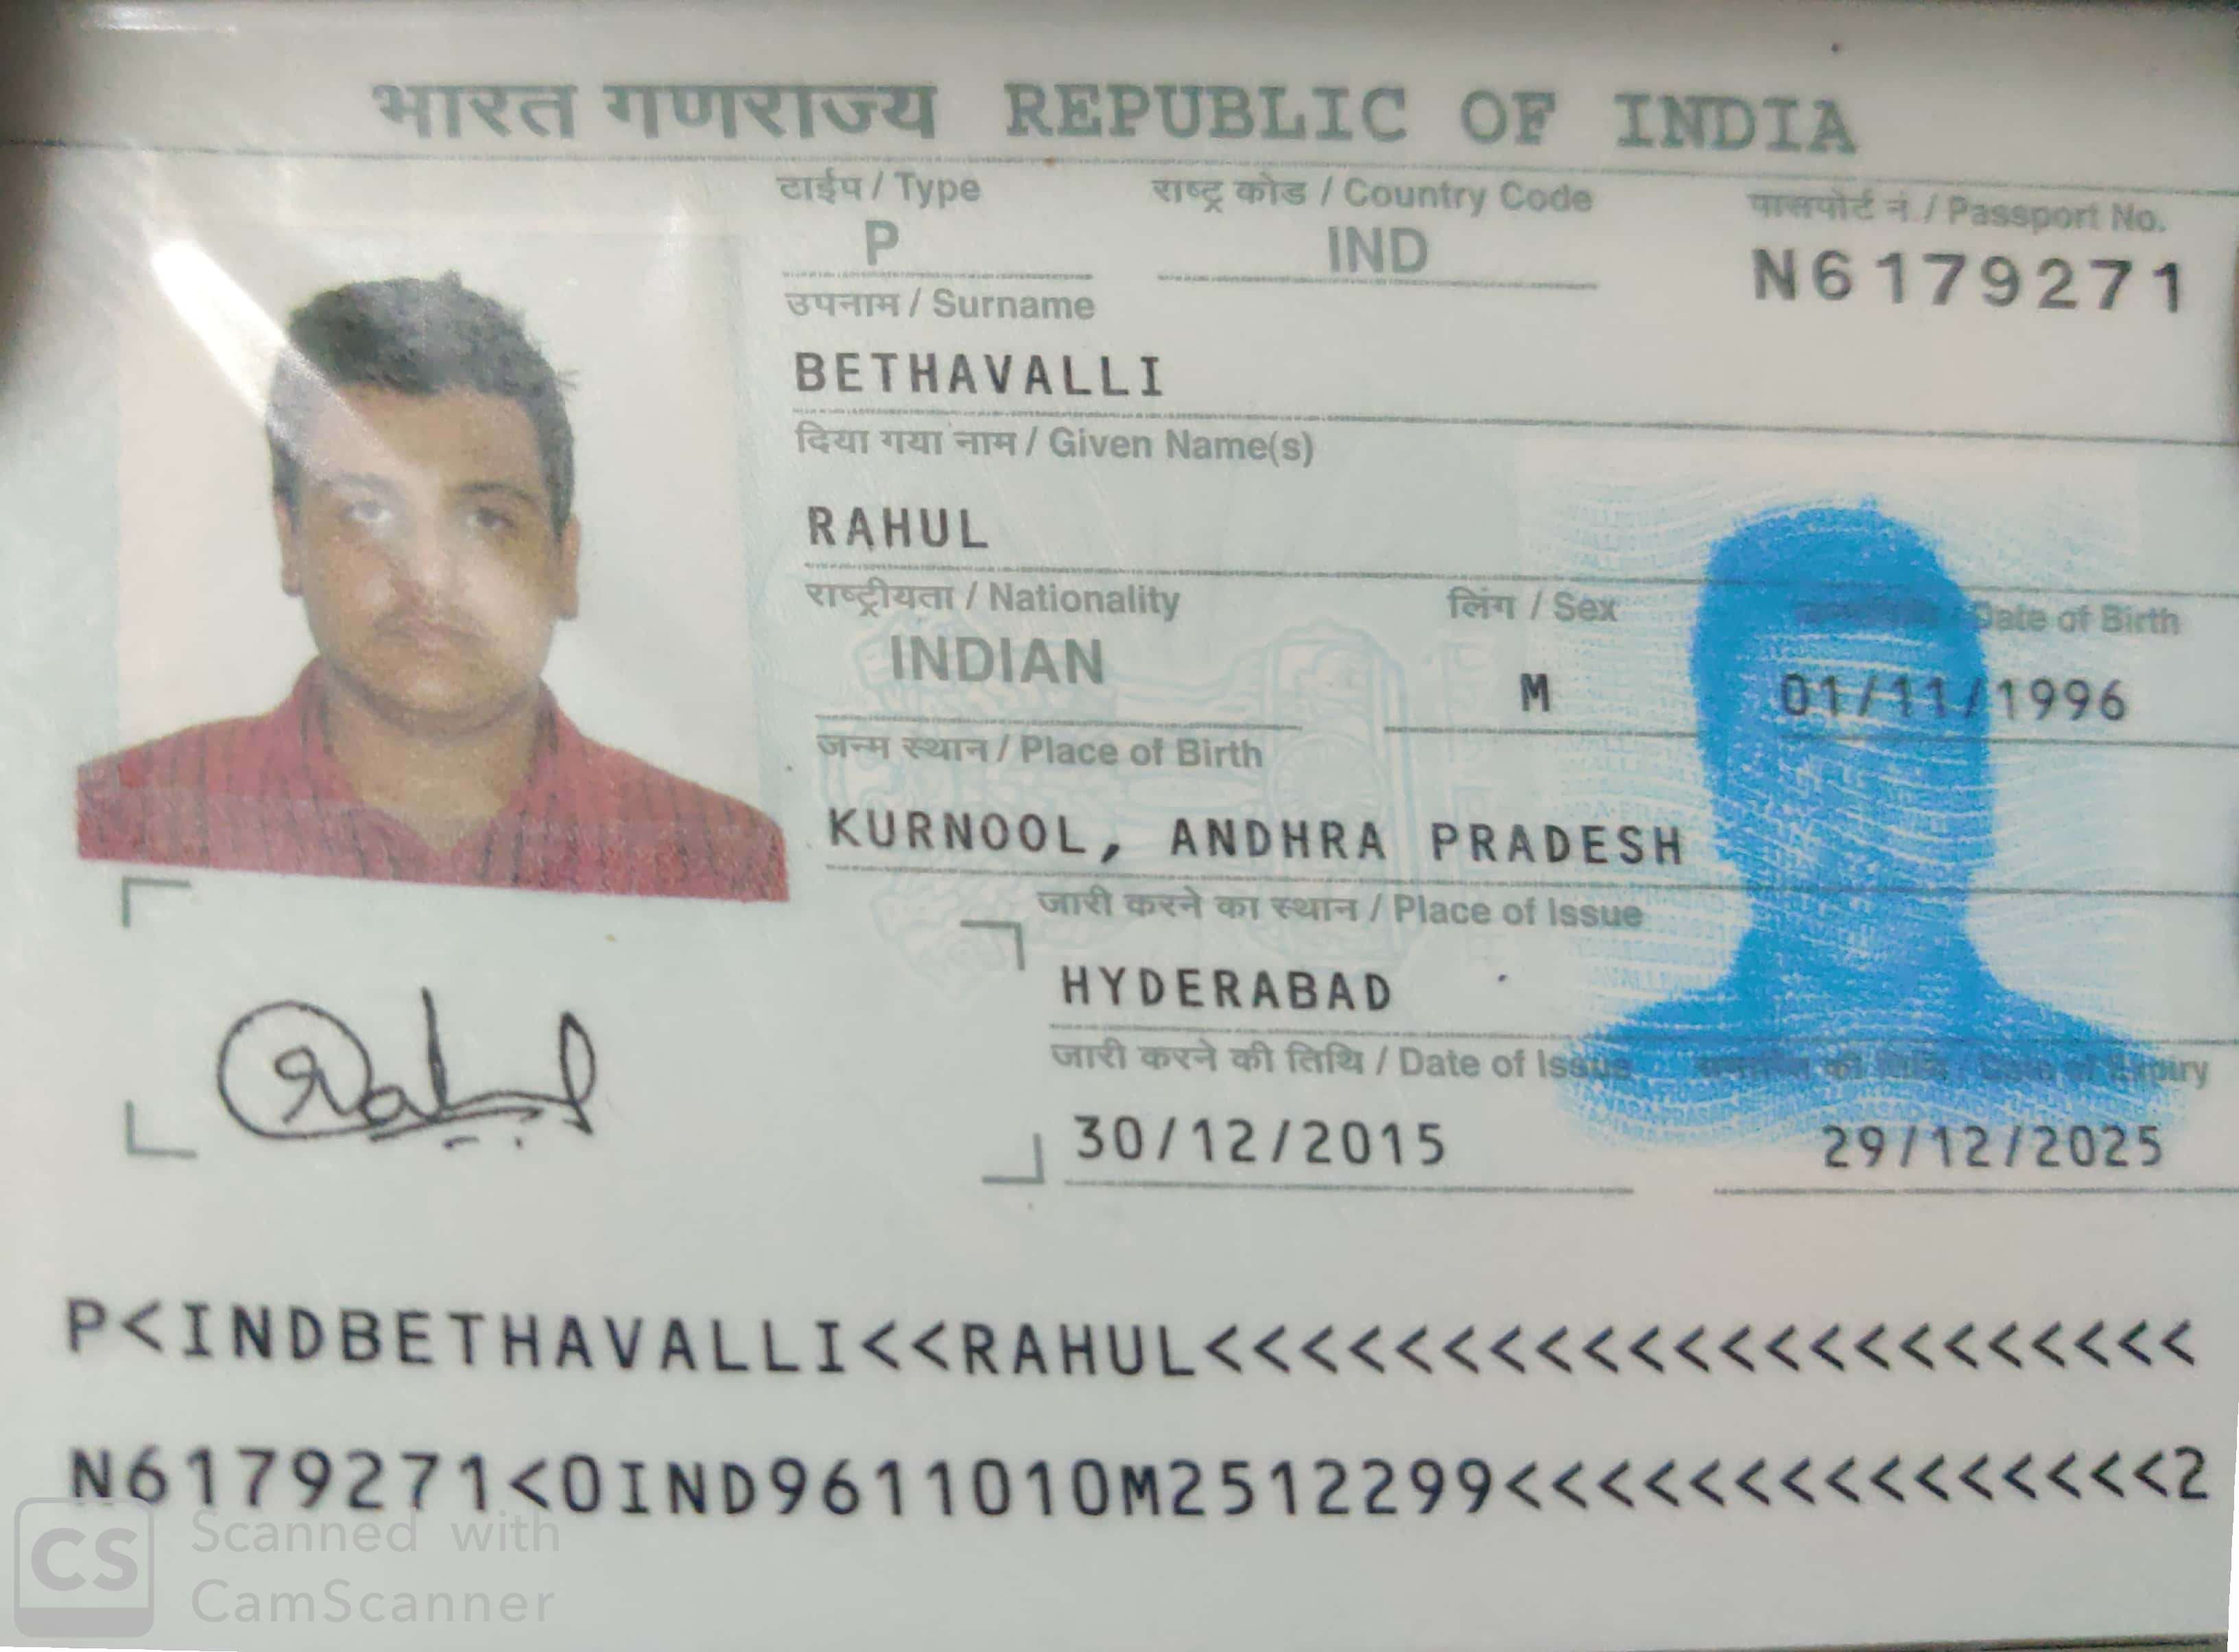 भारत गणराज्य REPUBLIC OF INDIA
टाईप / Type राष्ट्र कोड / Country Code पासपोर्ट नं. / Passport No.
P IND N6179271
उपनाम / Surname
BETHAVALLI
दिया गया नाम / Given Name(s)
RAHUL
राष्ट्रीयता / Nationality लिंग / Sex / Date of Birth
INDIAN M 01/11/1996
जन्म स्थान / Place of Birth
KURNOOL, ANDHRA PRADESH
जारी करने का स्थान / Place of Issue
HYDERABAD
जारी करने की तिथि / Date of Issue की तिथि / Date of Expiry
30/12/2015 29/12/2025
Rahul
P<INDBETHAVALLI<<RAHUL<<<<<<<<<<<<<<<<<<<<<<
N6179271<0IND9611010M2512299<<<<<<<<<<<<<<<2
CS Scanned with
CamScanner